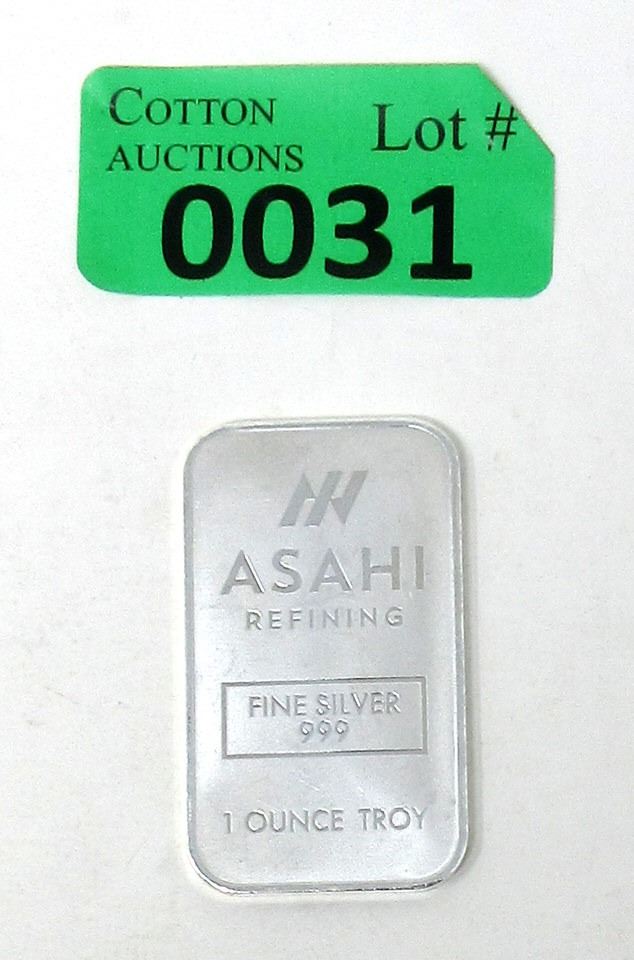 COTTON
AUCTIONS
Lot #
0031
ASAHI
REFINING
FINE SILVER
999
1 OUNCE TROY